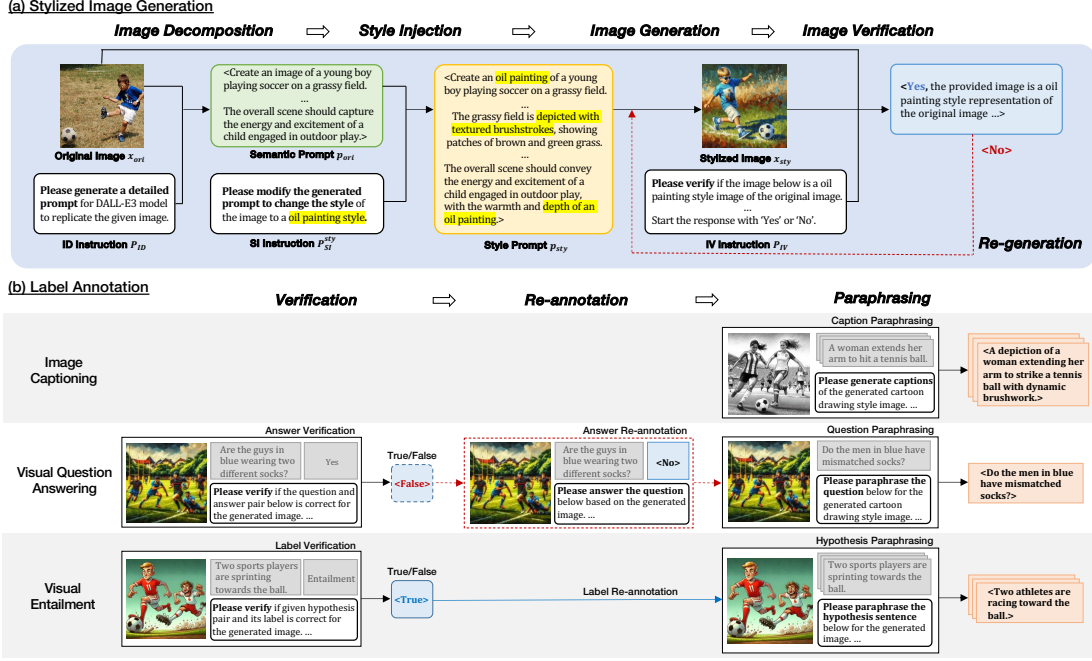 (a) Stylized Image Generation
Image Decomposition
Style Injection
Image Generation
Image Verification
Original Image x_ori
Please generate a detailed
prompt for DALL-E3 model
to replicate the given image.
ID Instruction P_ID
<Create an image of a young boy
playing soccer on a grassy field.
...
The overall scene should capture
the energy and excitement of a
child engaged in outdoor play.>
Semantic Prompt p_ori
Please modify the generated
prompt to change the style of
the image to a oil painting style.
SI Instruction P_SI^sty
<Create an oil painting of a young
boy playing soccer on a grassy field.
...
The grassy field is depicted with
textured brushstrokes, showing
patches of brown and green grass.
...
The overall scene should convey
the energy and excitement of a
child engaged in outdoor play,
with the warmth and depth of an
oil painting.>
Style Prompt p_sty
Stylized Image x_sty
Please verify if the image below is a oil
painting style image of the original image.
...
Start the response with 'Yes' or 'No'.
IV Instruction P_IV
<Yes, the provided image is a oil
painting style representation of
the original image ...>
<No>
Re-generation
(b) Label Annotation
Verification
Re-annotation
Paraphrasing
Image
Captioning
Caption Paraphrasing
A woman extends her
arm to hit a tennis ball.
Please generate captions
of the generated cartoon
drawing style image. ...
<A depiction of a
woman extending her
arm to strike a tennis
ball with dynamic
brushwork.>
Visual Question
Answering
Answer Verification
Are the guys in
blue wearing two
different socks?
Yes
Please verify if the question and
answer pair below is correct for
the generated image. ...
True/False
<False>
Answer Re-annotation
Are the guys in
blue wearing two
different socks?
<No>
Please answer the question
below based on the generated
image. ...
Question Paraphrasing
Do the men in blue have
mismatched socks?
Please paraphrase the
question below for the
generated cartoon
drawing style image. ...
<Do the men in blue
have mismatched
socks?>
Visual
Entailment
Label Verification
Two sports players
are sprinting
towards the ball.
Entailment
Please verify if given hypothesis
pair and its label is correct for
the generated image. ...
True/False
<True>
Label Re-annotation
Hypothesis Paraphrasing
Two sports players are
sprinting towards the
ball.
Please paraphrase the
hypothesis sentence
below for the generated
image. ...
<Two athletes are
racing toward the
ball.>